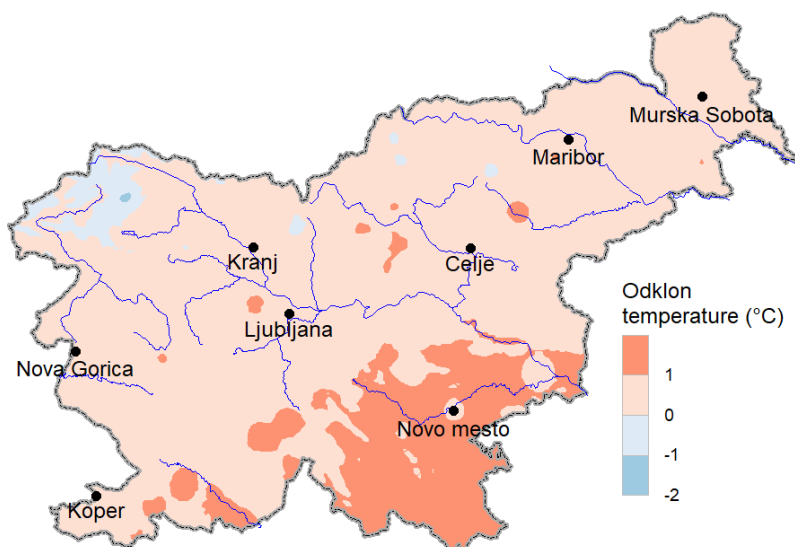 Murska Sobota
Maribor
Kranj
Celje
Ljubljana
Nova Gorica
Novo mesto
Koper
Odklon
temperature (°C)
1
0
-1
-2